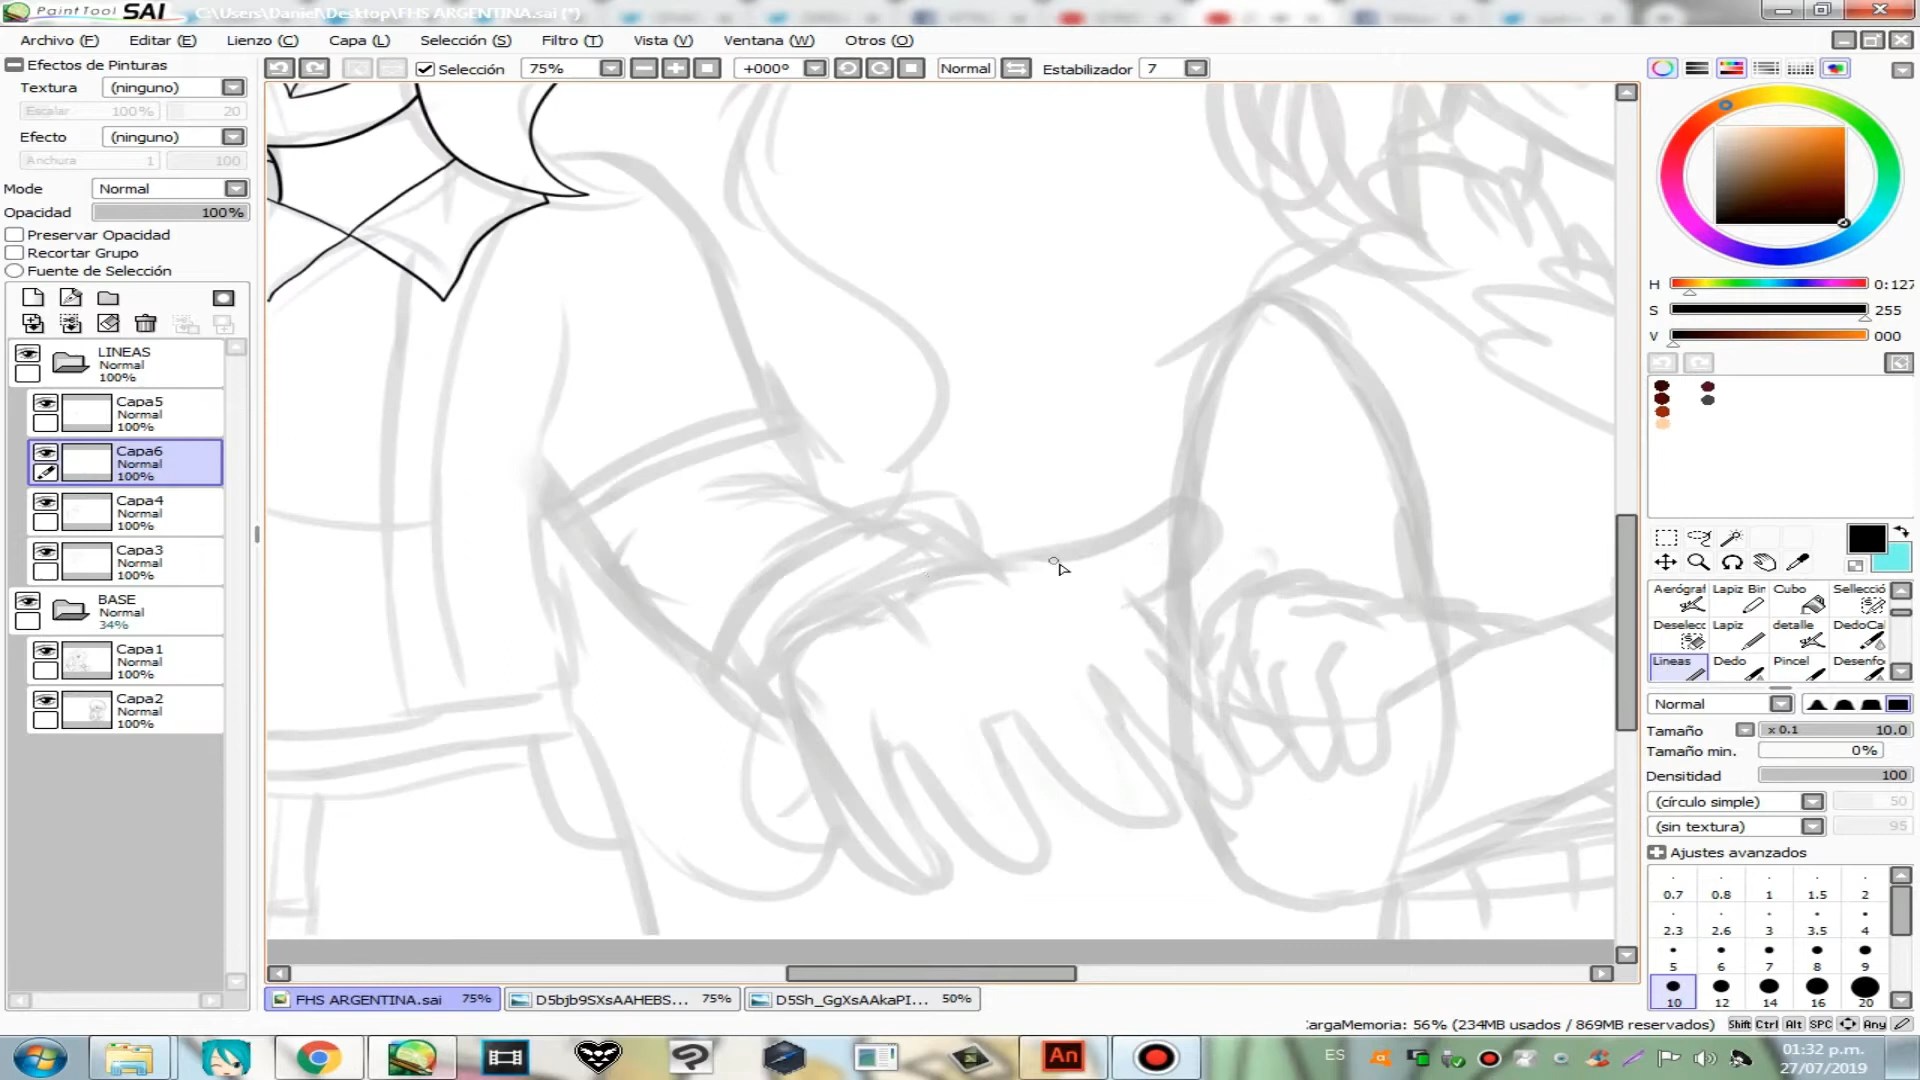 PaintTool SAI C:\Users\Daniel\Desktop\FHS ARGENTINA.sai (*)
Archivo (F) Editar (E) Lienzo (C) Capa (L) Selección (S) Filtro (T) Vista (V) Ventana (W) Otros (O)
Efectos de Pinturas
Selección 75% +000º Normal Estabilizador 7
Textura (ninguno)
Escalar 100% 20
Efecto (ninguno)
Anchura 1 100
Mode Normal
Opacidad 100%
Preservar Opacidad
Recortar Grupo
Fuente de Selección
LINEAS
Normal
100%
Capa5
Normal
100%
Capa6
Normal
100%
Capa4
Normal
100%
Capa3
Normal
100%
BASE
Normal
34%
Capa1
Normal
100%
Capa2
Normal
100%
H 0:127
S 255
V 000
Aerógraf Lapiz Bin Cubo Sellecció
Deselecc Lapiz detalle DedoCal
Lineas Dedo Pincel Desenfo
Normal
Tamaño x 0.1 10.0
Tamaño min. 0%
Densitidad 100
(círculo simple) 50
(sin textura) 95
Ajustes avanzados
0.7 0.8 1 1.5 2
2.3 2.6 3 3.5 4
5 6 7 8 9
10 12 14 16 20
FHS ARGENTINA.sai 75% D5bjb9SXsAAHEBS... 75% D5Sh_GgXsAAkaPI... 50%
argaMemoria: 56% (234MB usados / 869MB reservados) Shift Ctrl Alt SPC Any
An
ES
01:32 p.m.
27/07/2019